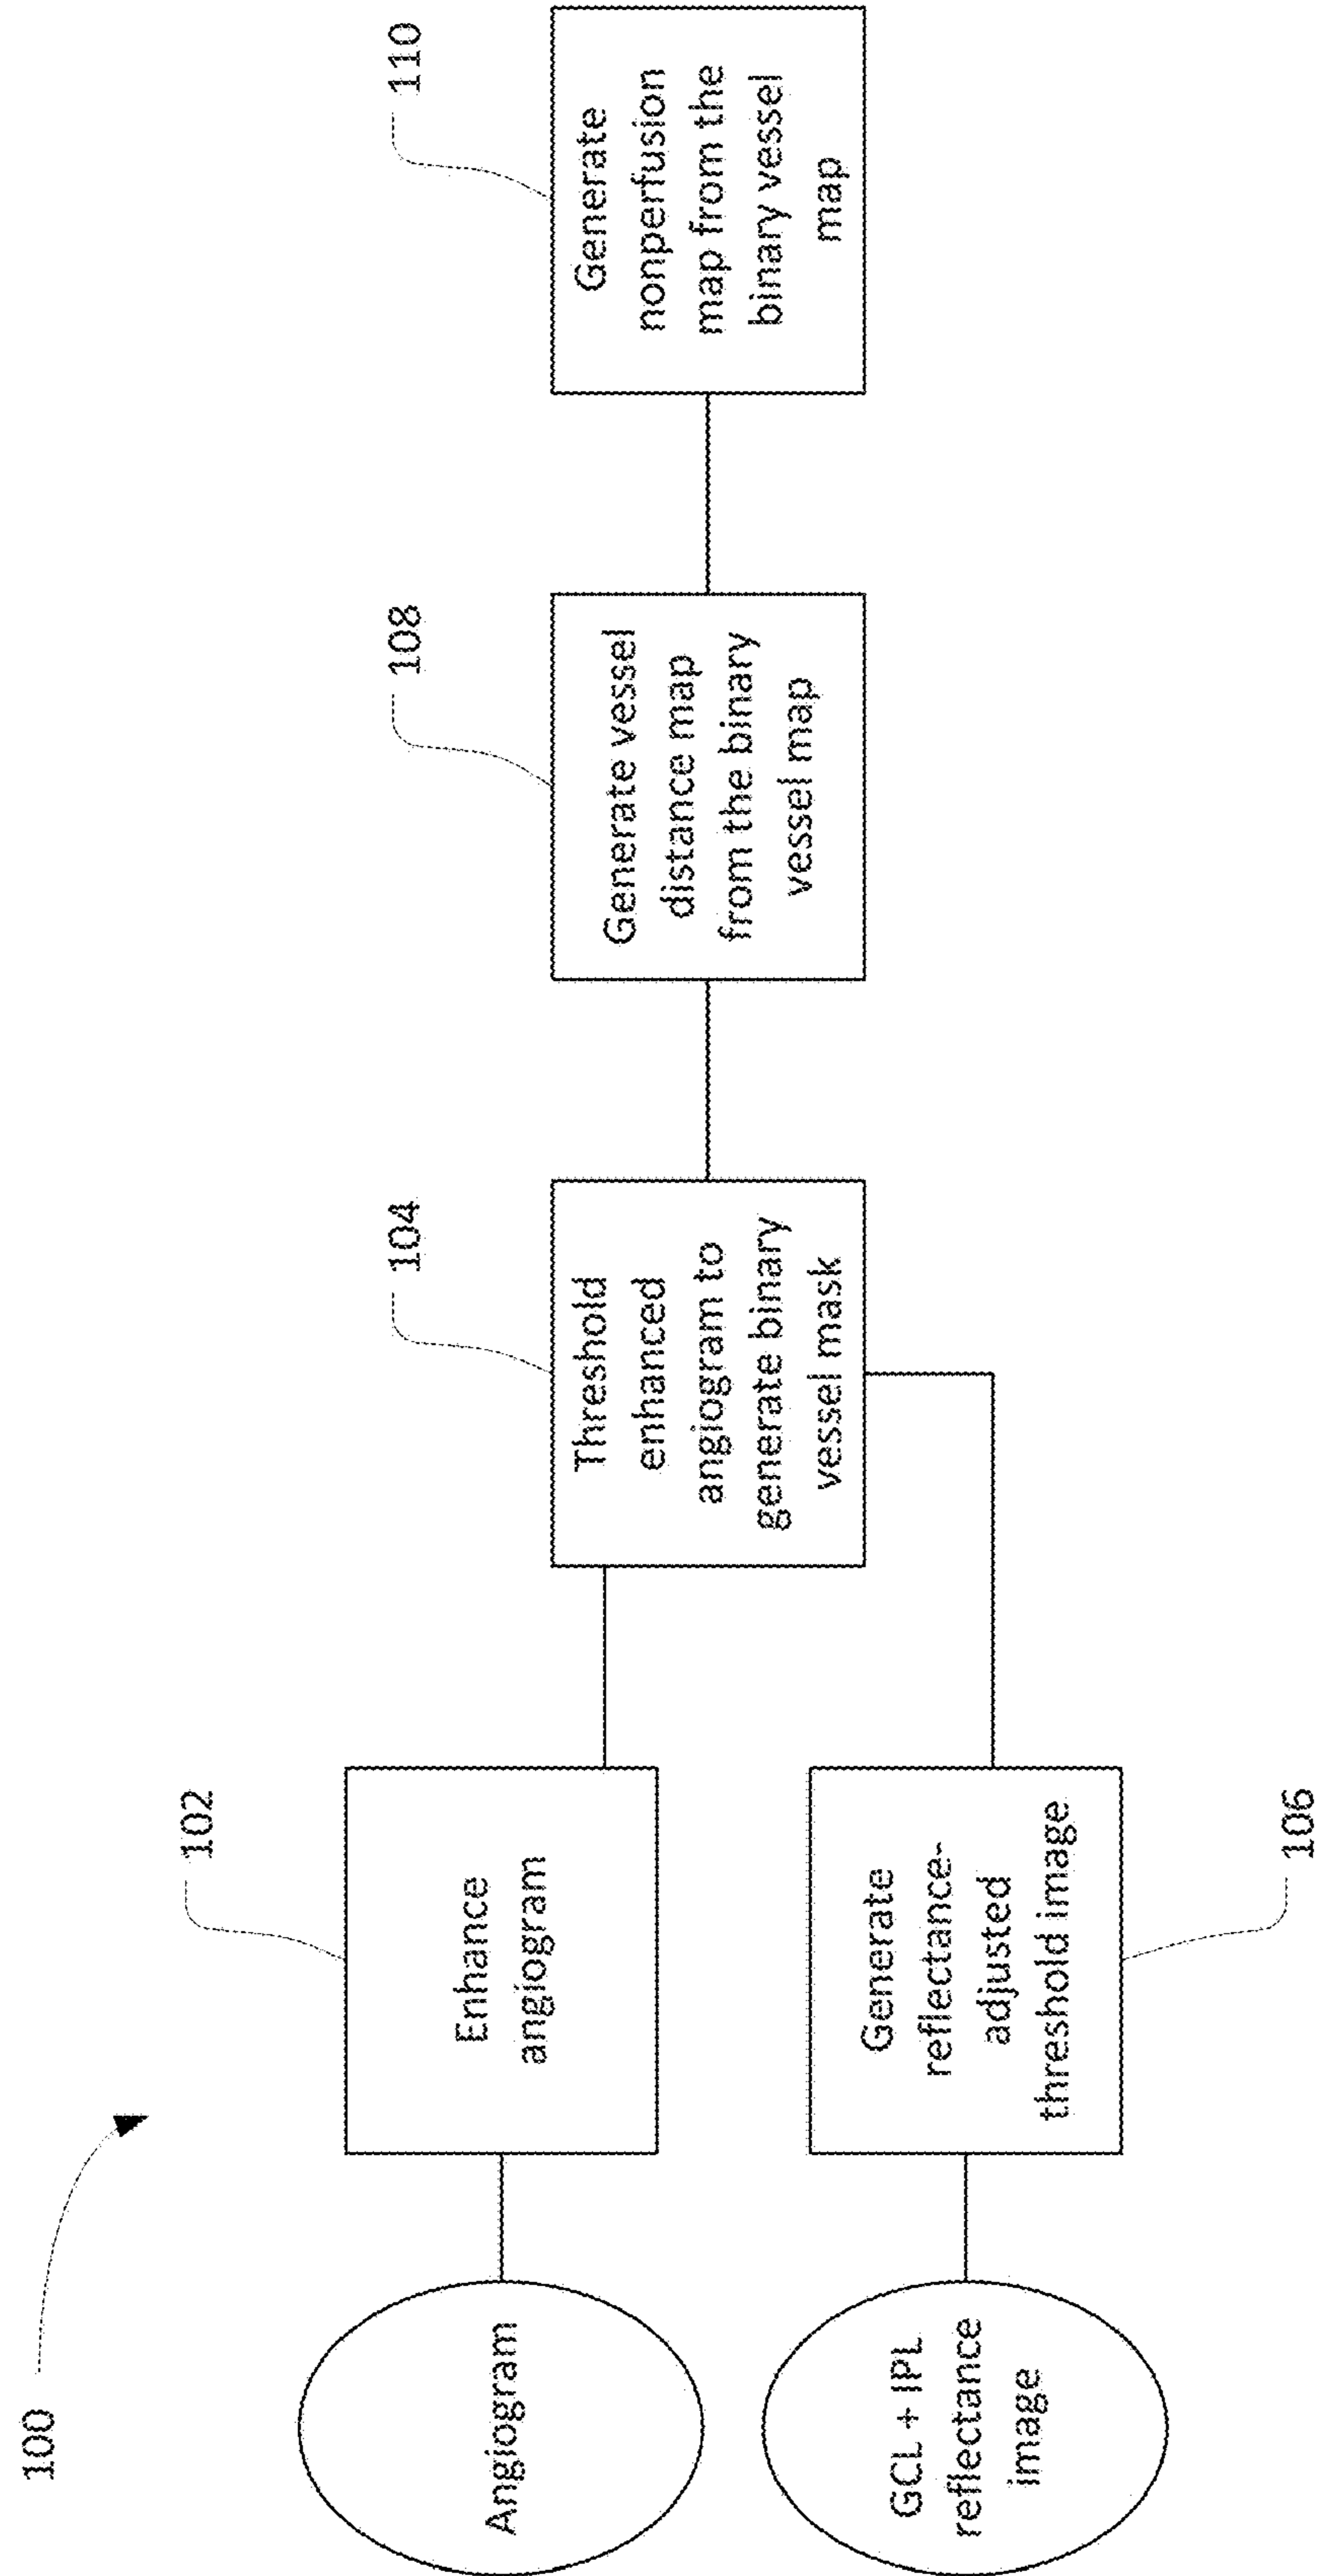 100
Angiogram
102
Enhance
angiogram
GCL + IPL
reflectance
image
106
Generate
reflectance-
adjusted
threshold image
104
Threshold
enhanced
angiogram to
generate binary
vessel mask
108
Generate vessel
distance map
from the binary
vessel map
110
Generate
nonperfusion
map from the
binary vessel
map